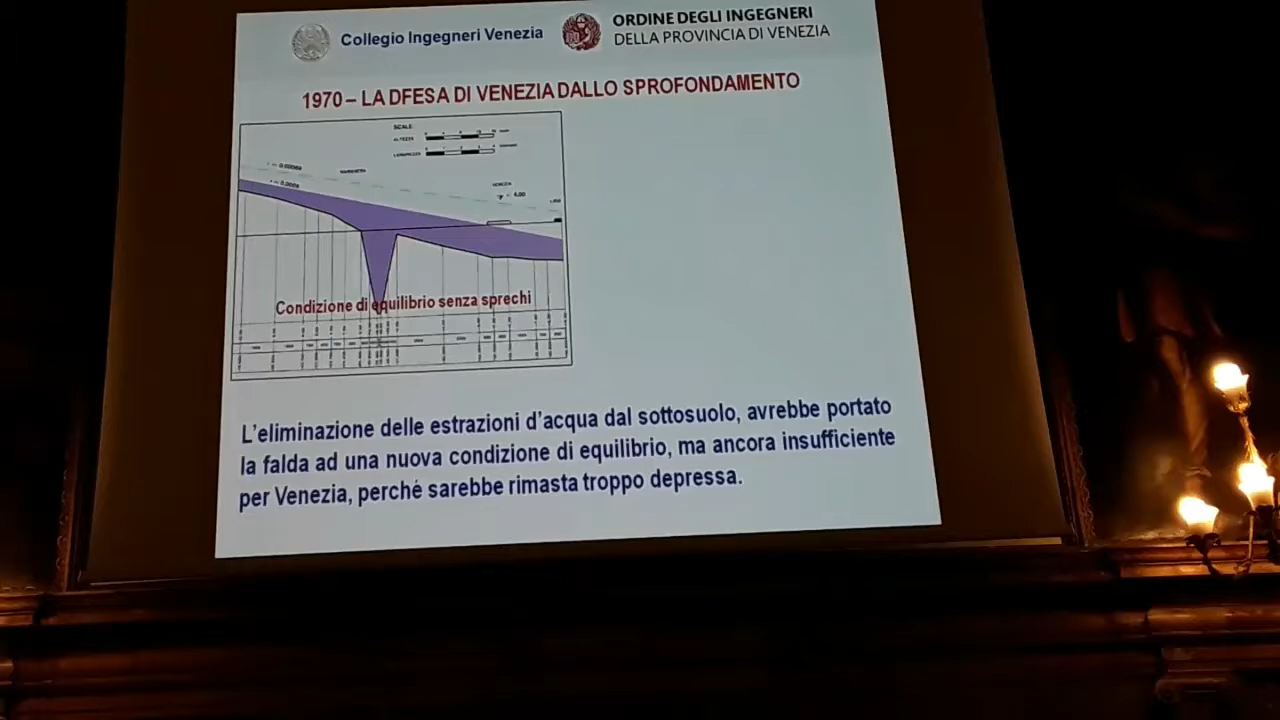 Collegio Ingegneri Venezia
ORDINE DEGLI INGEGNERI
DELLA PROVINCIA DI VENEZIA
1970 – LA DFESA DI VENEZIA DALLO SPROFONDAMENTO
SCALE
Condizione di equilibrio senza sprechi
L'eliminazione delle estrazioni d'acqua dal sottosuolo, avrebbe portato
la falda ad una nuova condizione di equilibrio, ma ancora insufficiente
per Venezia, perché sarebbe rimasta troppo depressa.